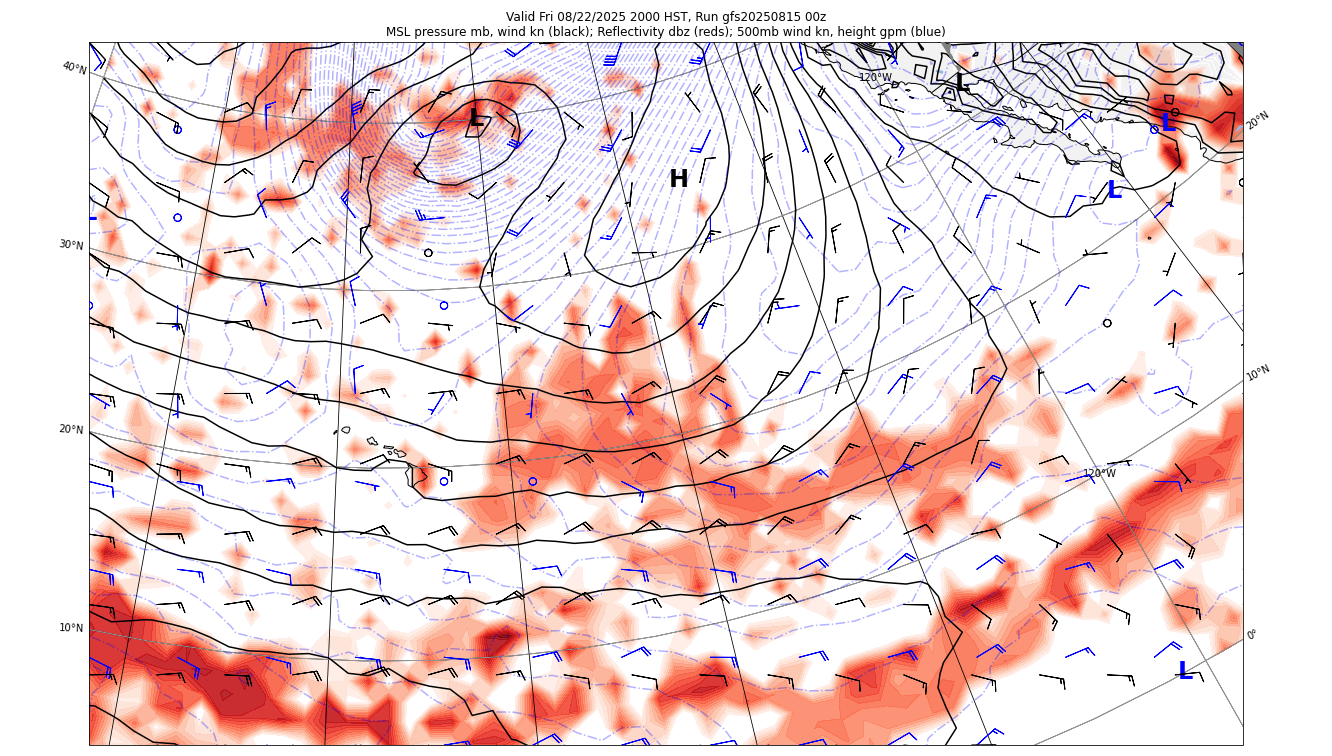 Valid Fri 08/22/2025 2000 HST, Run gfs20250815 00z
MSL pressure mb, wind kn (black); Reflectivity dbz (reds); 500mb wind kn, height gpm (blue)
40°N
120°W
L
L
L
20°N
H
L
30°N
10°N
20°N
120°W
10°N
0°
L